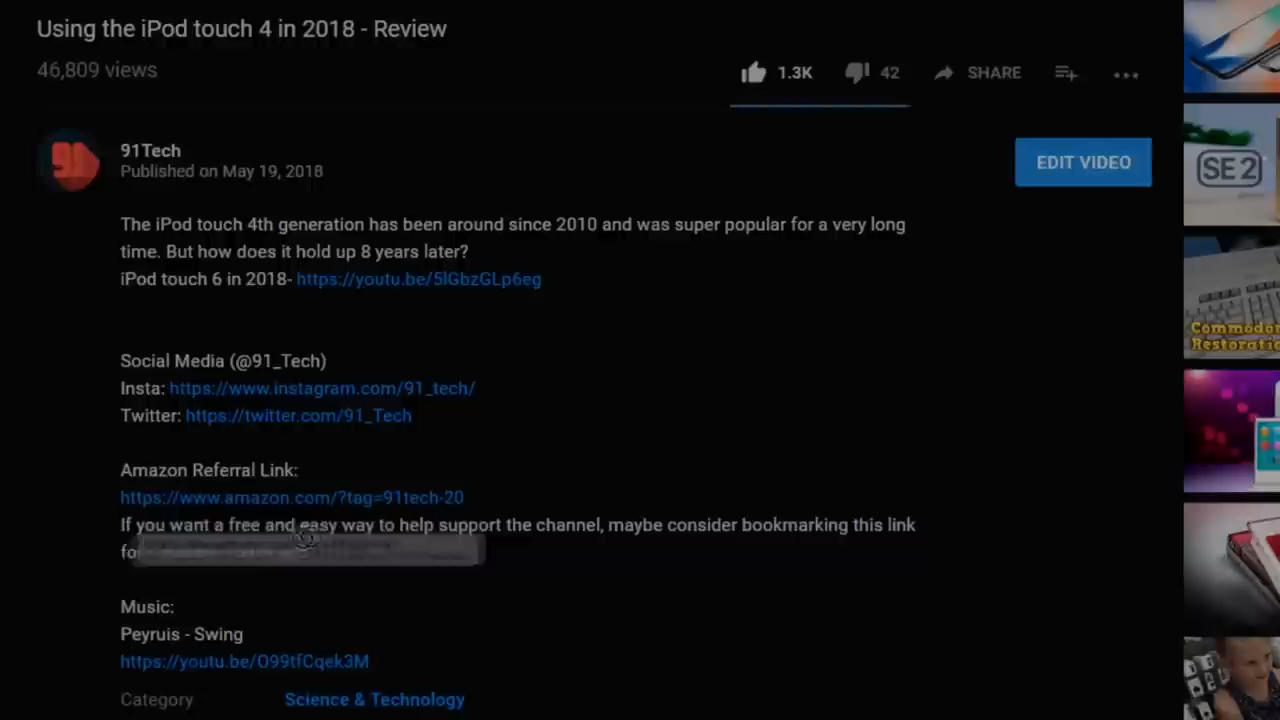 Using the iPod touch 4 in 2018 - Review
46,809 views
1.3K
42
SHARE
91
91Tech
Published on May 19, 2018
EDIT VIDEO
The iPod touch 4th generation has been around since 2010 and was super popular for a very long
time. But how does it hold up 8 years later?
iPod touch 6 in 2018- https://youtu.be/5lGbzGLp6eg
Social Media (@91_Tech)
Insta: https://www.instagram.com/91_tech/
Twitter: https://twitter.com/91_Tech
Amazon Referral Link:
https://www.amazon.com/?tag=91tech-20
If you want a free and easy way to help support the channel, maybe consider bookmarking this link
Music:
Peyruis - Swing
https://youtu.be/O99tfCqek3M
Category
Science & Technology
SE 2